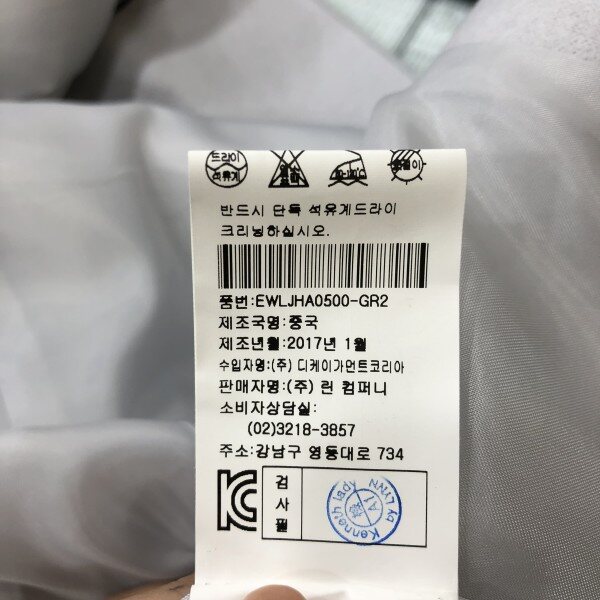 드라이
석유계
반드시 단독 석유계드라이
크리닝하십시오.
품번:EWLJHA0500-GR2
제조국명:중국
제조년월:2017년 1월
수입자명:(주) 디케이가먼트코리아
판매자명:(주) 린 컴퍼니
소비자상담실:
(02)3218-3857
주소:강남구 영동대로 734
검
사
필
A1
by LYNN